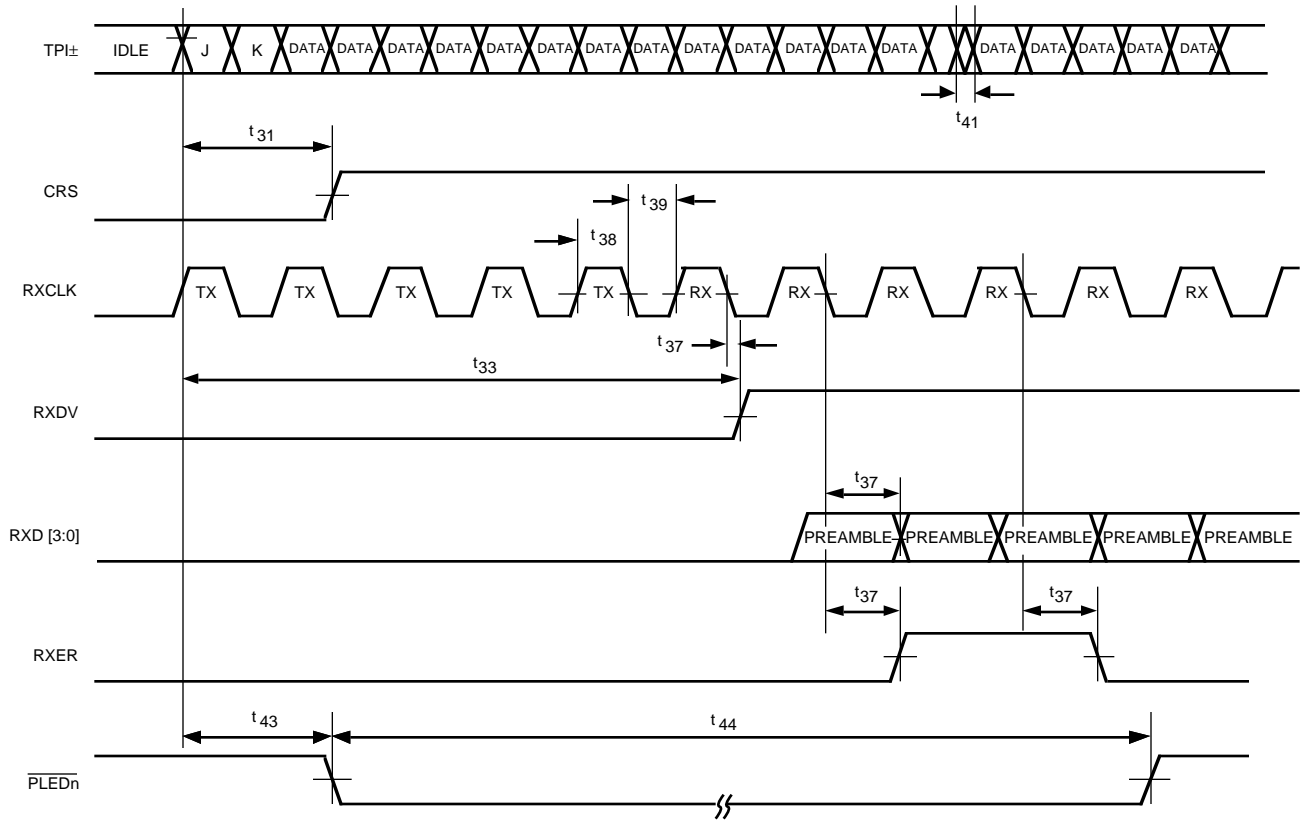 TPI± IDLE J K DATA DATA DATA DATA DATA DATA DATA DATA DATA DATA DATA DATA DATA DATA DATA DATA DATA DATA
t41
t31
CRS
t39
t38
RXCLK TX TX TX TX TX RX RX RX RX RX RX
t37
t33
RXDV
t37
RXD [3:0] PREAMBLE PREAMBLE PREAMBLE PREAMBLE PREAMBLE
t37 t37
RXER
t43 t44
PLEDn